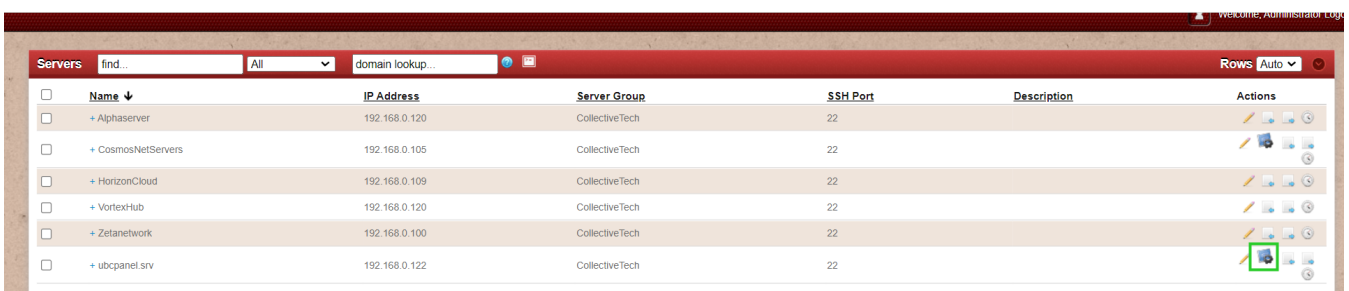 Welcome, Administrator Logo
Servers find... All domain lookup... Rows Auto
Name IP Address Server Group SSH Port Description Actions
+ Alphaserver 192.168.0.120 CollectiveTech 22
+ CosmosNetServers 192.168.0.105 CollectiveTech 22
+ HorizonCloud 192.168.0.109 CollectiveTech 22
+ VortexHub 192.168.0.120 CollectiveTech 22
+ Zetanetwork 192.168.0.100 CollectiveTech 22
+ ubcpanel.srv 192.168.0.122 CollectiveTech 22